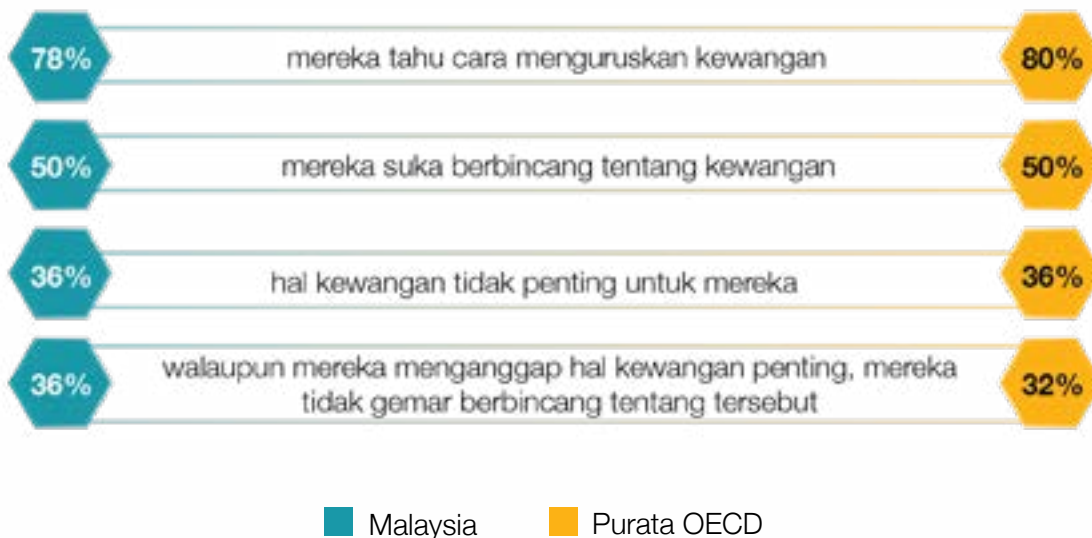 78% mereka tahu cara menguruskan kewangan 80%
50% mereka suka berbincang tentang kewangan 50%
36% hal kewangan tidak penting untuk mereka 36%
walaupun mereka menganggap hal kewangan penting, mereka
36% 32%
tidak gemar berbincang tentang tersebut
Malaysia Purata OECD